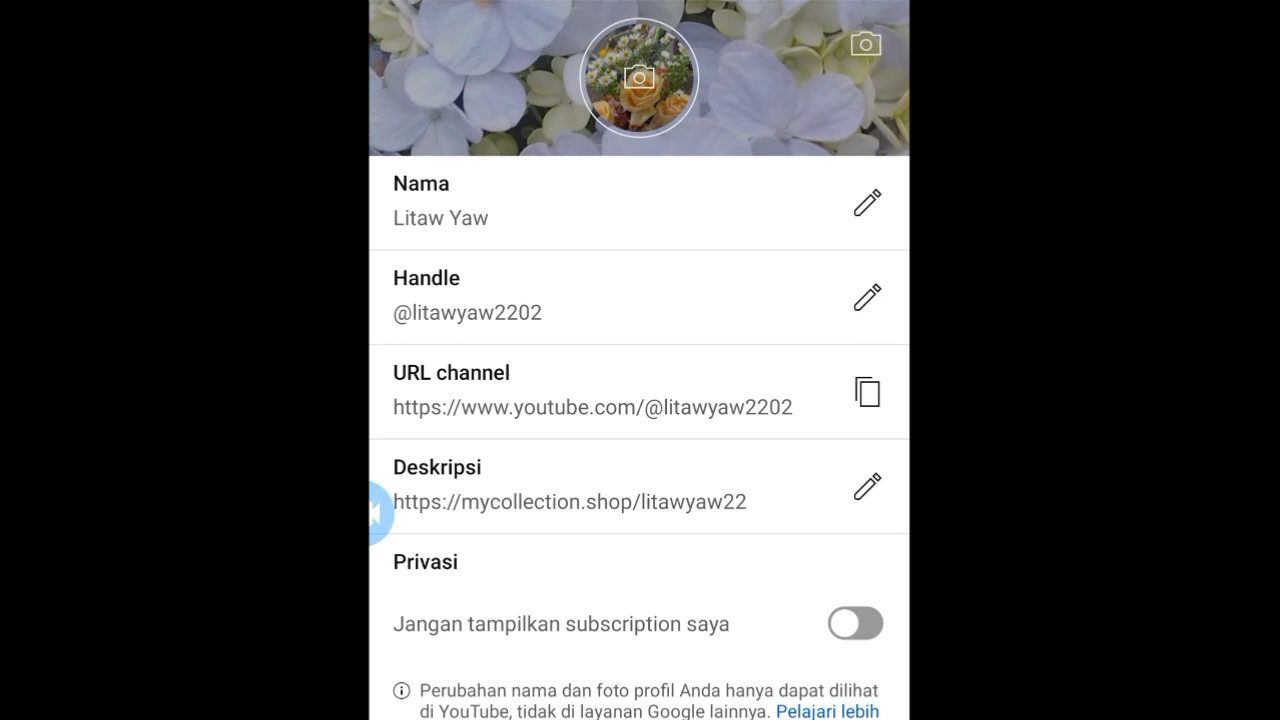 Nama
Litaw Yaw
Handle
@litawyaw2202
URL channel
https://www.youtube.com/@litawyaw2202
Deskripsi
https://mycollection.shop/litawyaw22
Privasi
Jangan tampilkan subscription saya
Perubahan nama dan foto profil Anda hanya dapat dilihat
di YouTube, tidak di layanan Google lainnya. Pelajari lebih